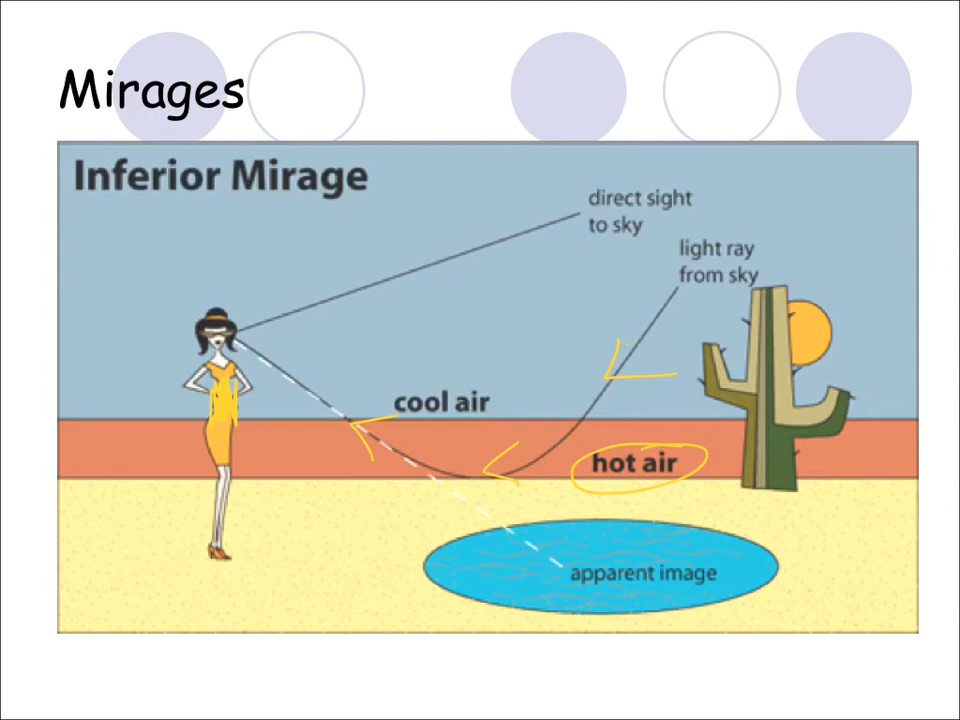 Mirages
Inferior Mirage
direct sight
to sky
light ray
from sky
cool air
hot air
apparent image